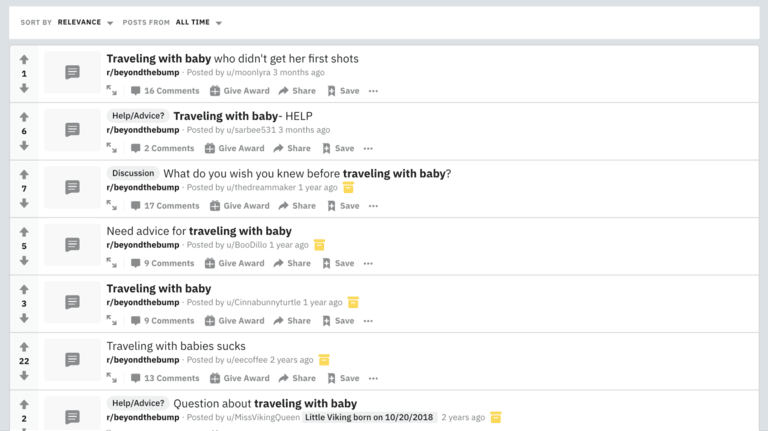 SORT BY RELEVANCE POSTS FROM ALL TIME
1
Traveling with baby who didn't get her first shots
r/beyondthebump · Posted by u/moonlyra 3 months ago
16 Comments Give Award Share Save ...
6
Help/Advice? Traveling with baby- HELP
r/beyondthebump · Posted by u/sarbee531 3 months ago
2 Comments Give Award Share Save ...
7
Discussion What do you wish you knew before traveling with baby?
r/beyondthebump · Posted by u/thedreammaker 1 year ago
17 Comments Give Award Share Save ...
5
Need advice for traveling with baby
r/beyondthebump · Posted by u/BooDillo 1 year ago
9 Comments Give Award Share Save ...
3
Traveling with baby
r/beyondthebump · Posted by u/Cinnabunnyturtle 1 year ago
9 Comments Give Award Share Save ...
22
Traveling with babies sucks
r/beyondthebump · Posted by u/eecoffee 2 years ago
13 Comments Give Award Share Save ...
2
Help/Advice? Question about traveling with baby
r/beyondthebump · Posted by u/MissVikingQueen Little Viking born on 10/20/2018 2 years ago